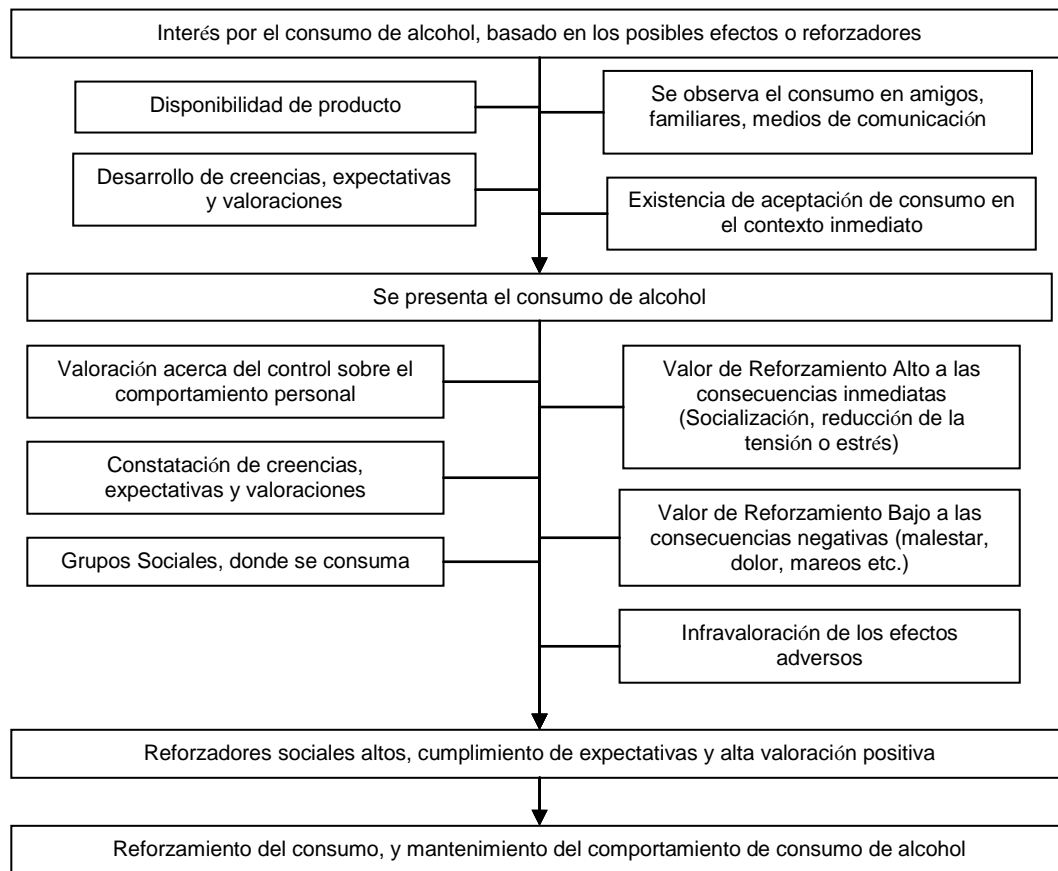 Interés por el consumo de alcohol, basado en los posibles efectos o reforzadores
Disponibilidad de producto
Se observa el consumo en amigos,
familiares, medios de comunicación
Desarrollo de creencias, expectativas
y valoraciones
Existencia de aceptación de consumo en
el contexto inmediato
Se presenta el consumo de alcohol
Valoración acerca del control sobre el
comportamiento personal
Valor de Reforzamiento Alto a las
consecuencias inmediatas
(Socialización, reducción de la
tensión o estrés)
Constatación de creencias,
expectativas y valoraciones
Valor de Reforzamiento Bajo a las
consecuencias negativas (malestar,
dolor, mareos etc.)
Grupos Sociales, donde se consuma
Infravaloración de los efectos
adversos
Reforzadores sociales altos, cumplimiento de expectativas y alta valoración positiva
Reforzamiento del consumo, y mantenimiento del comportamiento de consumo de alcohol